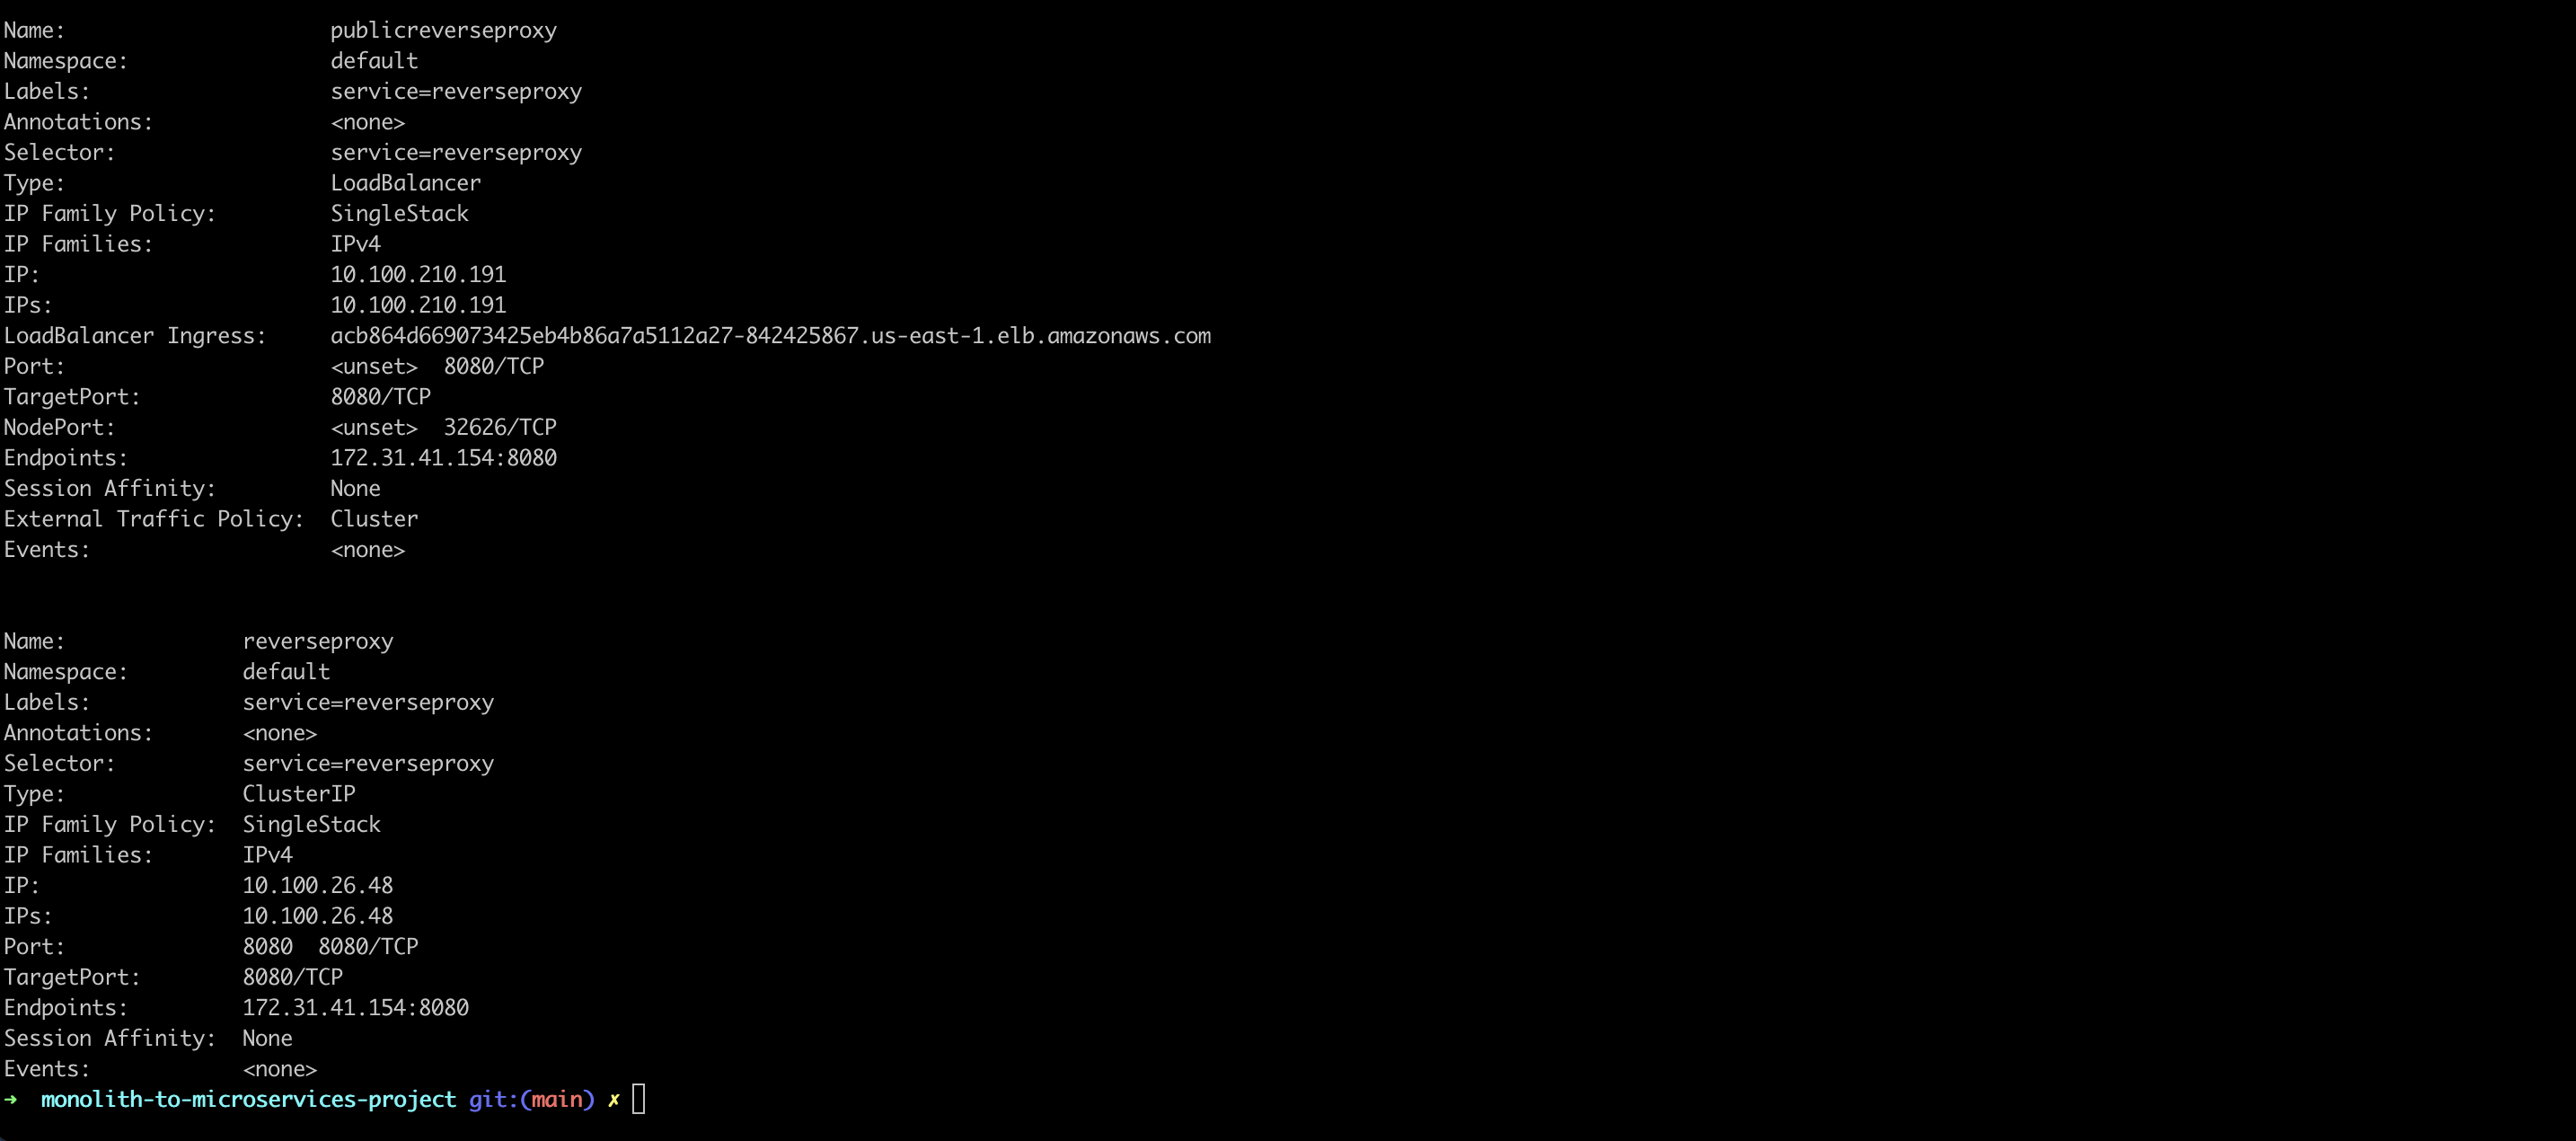 Name:                     publicreverseproxy
Namespace:                default
Labels:                   service=reverseproxy
Annotations:              <none>
Selector:                 service=reverseproxy
Type:                     LoadBalancer
IP Family Policy:         SingleStack
IP Families:              IPv4
IP:                       10.100.210.191
IPs:                      10.100.210.191
LoadBalancer Ingress:     acb864d669073425eb4b86a7a5112a27-842425867.us-east-1.elb.amazonaws.com
Port:                     <unset>  8080/TCP
TargetPort:               8080/TCP
NodePort:                 <unset>  32626/TCP
Endpoints:                172.31.41.154:8080
Session Affinity:         None
External Traffic Policy:  Cluster
Events:                   <none>
Name:              reverseproxy
Namespace:         default
Labels:            service=reverseproxy
Annotations:       <none>
Selector:          service=reverseproxy
Type:              ClusterIP
IP Family Policy:  SingleStack
IP Families:       IPv4
IP:                10.100.26.48
IPs:               10.100.26.48
Port:              8080  8080/TCP
TargetPort:        8080/TCP
Endpoints:         172.31.41.154:8080
Session Affinity:  None
Events:            <none>
➜  monolith-to-microservices-project git:(main) ✗